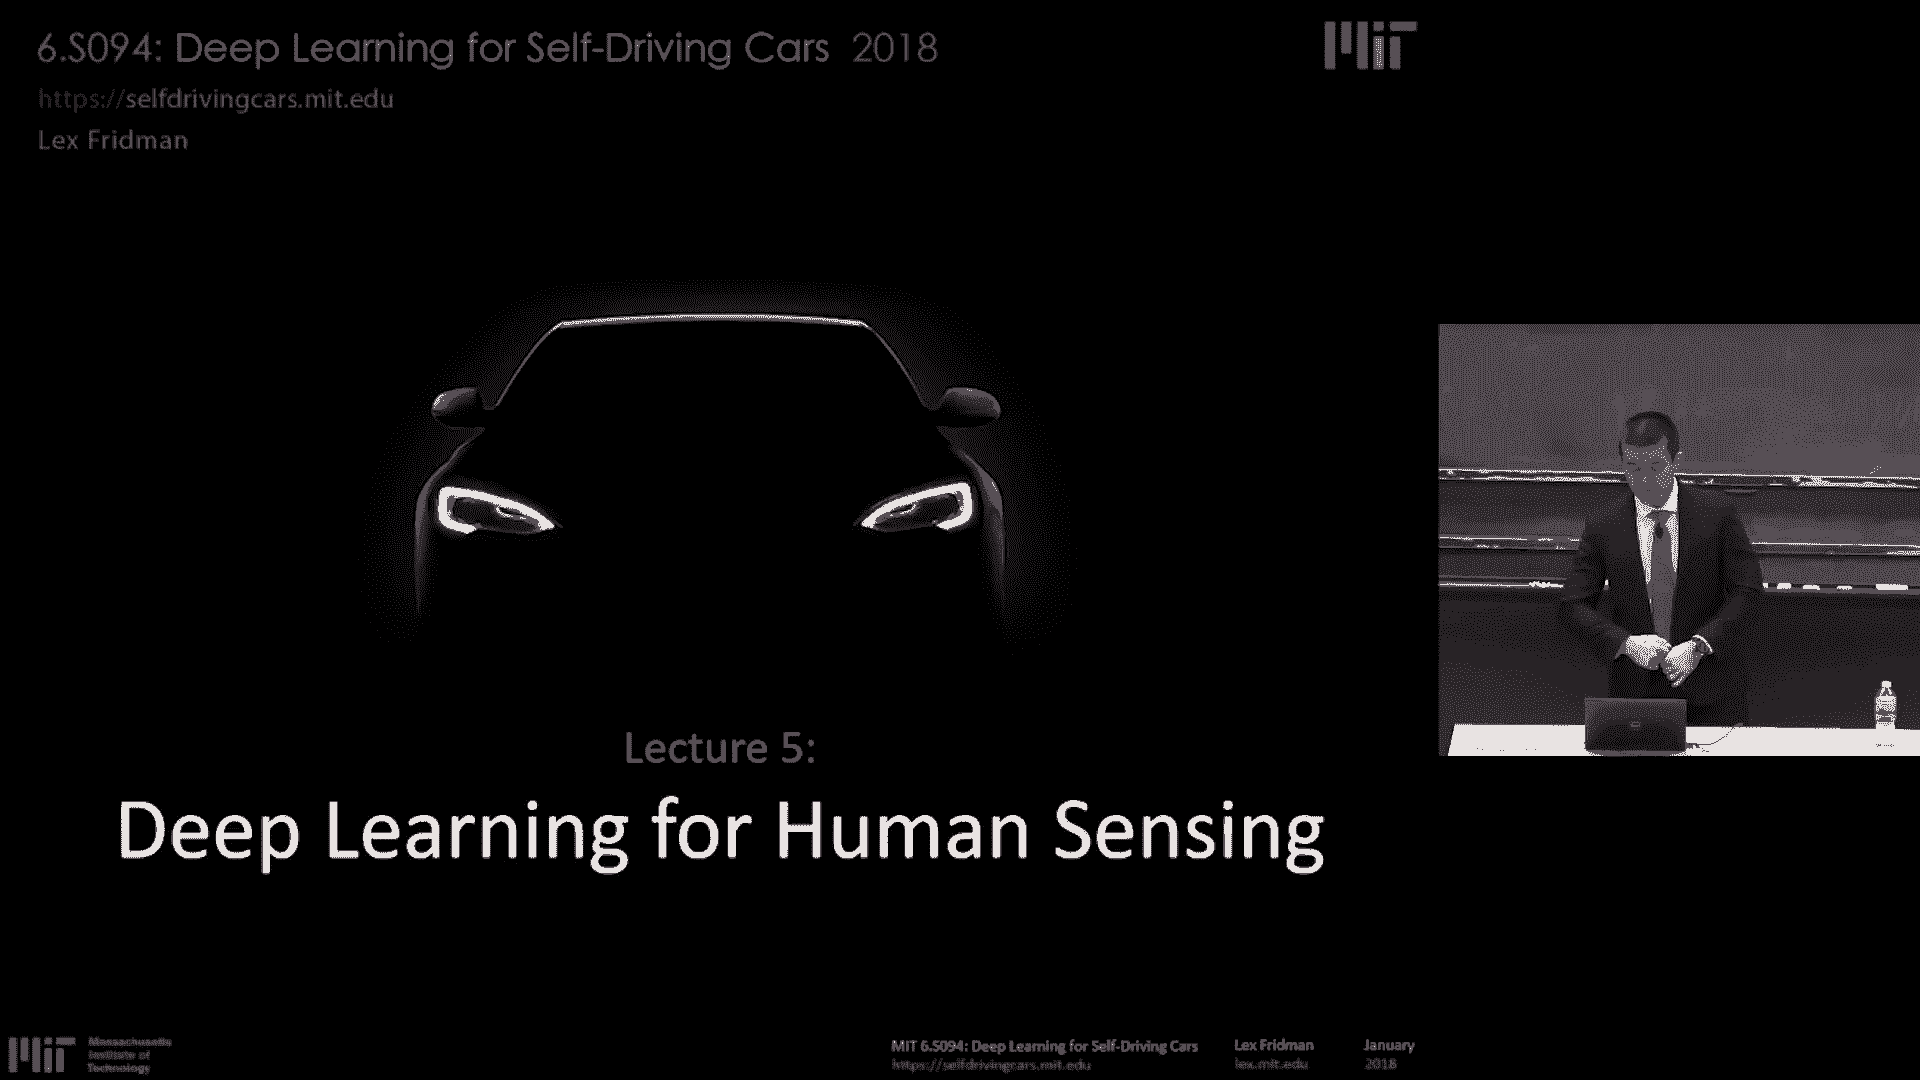 6.S094: Deep Learning for Self-Driving Cars 2018
https://selfdrivingcars.mit.edu
Lex Fridman
MIT
Lecture 5:
Deep Learning for Human Sensing
MIT
Massachusetts
Institute of
Technology
MIT 6.S094: Deep Learning for Self-Driving Cars
https://selfdrivingcars.mit.edu
Lex Fridman
lex.mit.edu
January
2018